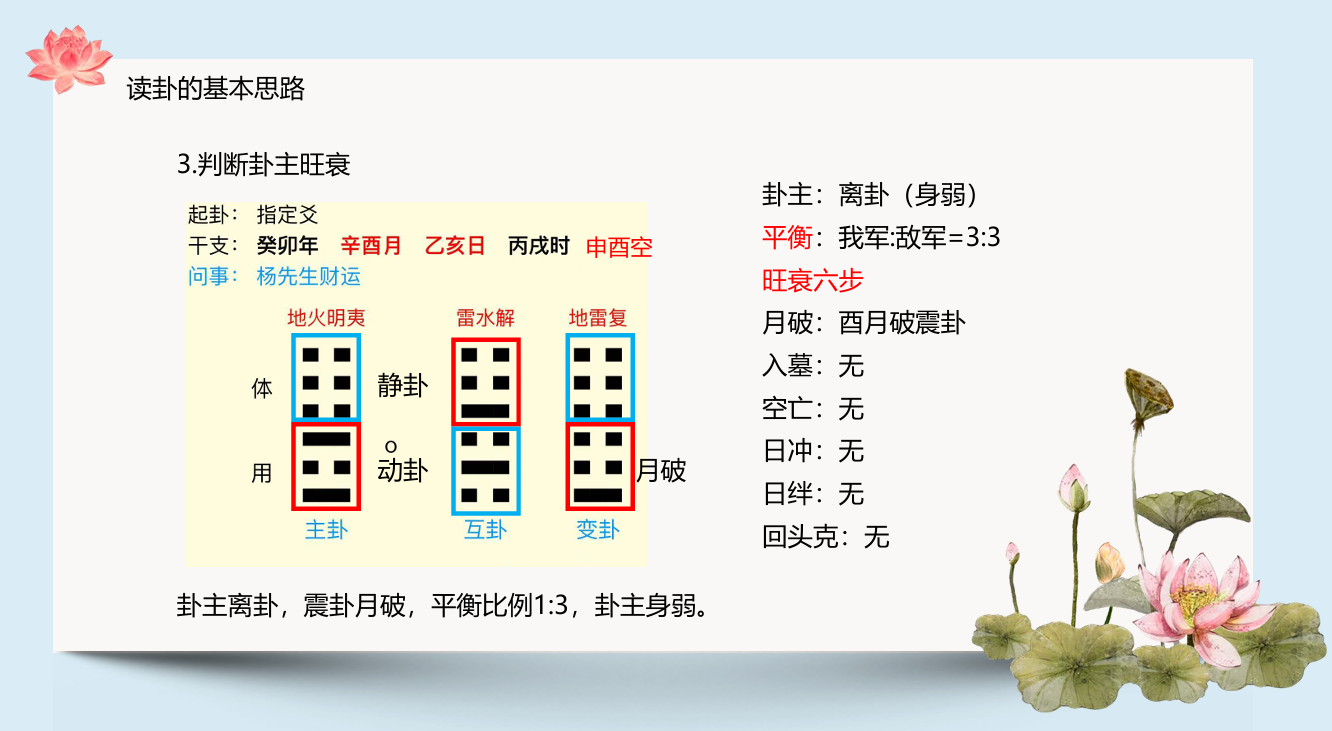 读卦的基本思路
3.判断卦主旺衰
起卦： 指定爻
干支： 癸卯年 辛酉月 乙亥日 丙戌时 申酉空
问事： 杨先生财运
地火明夷 雷水解 地雷复
体 静卦
o
用 动卦 月破
主卦 互卦 变卦
卦主离卦，震卦月破，平衡比例1:3，卦主身弱。
卦主：离卦（身弱）
平衡：我军:敌军=3:3
旺衰六步
月破：酉月破震卦
入墓：无
空亡：无
日冲：无
日绊：无
回头克：无